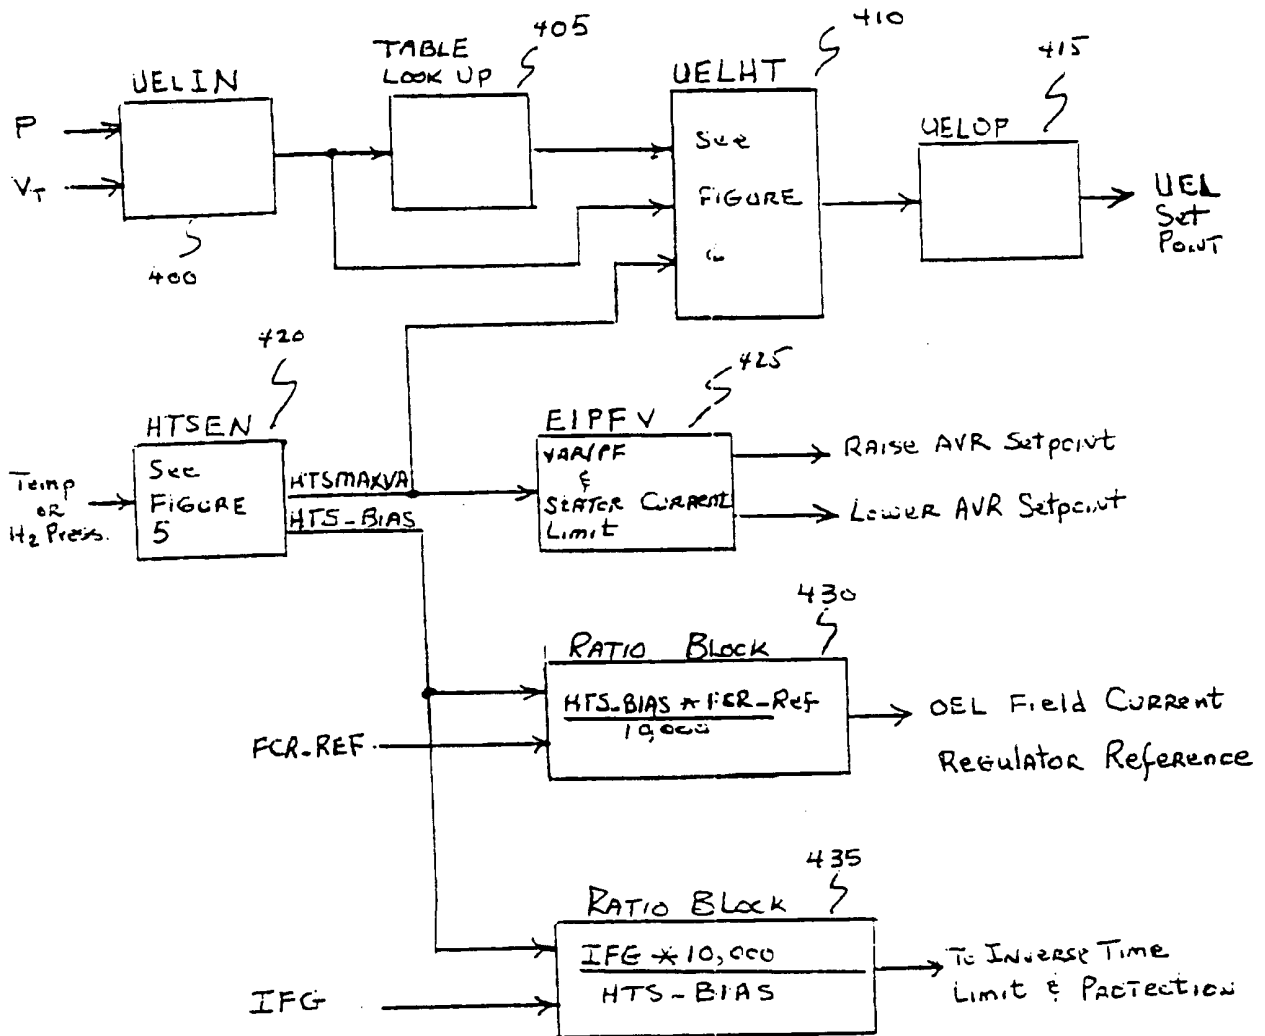 405
410
415
TABLE
LOOK UP
UELIN
UELHT
UELOP
P
VT
See
FIGURE
6
UEL
Set
Point
400
420
425
HTSEN
See
FIGURE
5
Temp
OR
H2 Press.
HTSMAXVA
HTS-BIAS
EIPFV
VAR/PF
&
STATOR CURRENT
Limit
Raise AVR Setpoint
Lower AVR Setpoint
430
RATIO BLOCK
HTS-BIAS * FCR-Ref
10,000
FCR-REF
OEL Field Current
Regulator Reference
435
RATIO BLOCK
IFG * 10,000
HTS-BIAS
IFG
To Inverse Time
Limit & PROTECTION